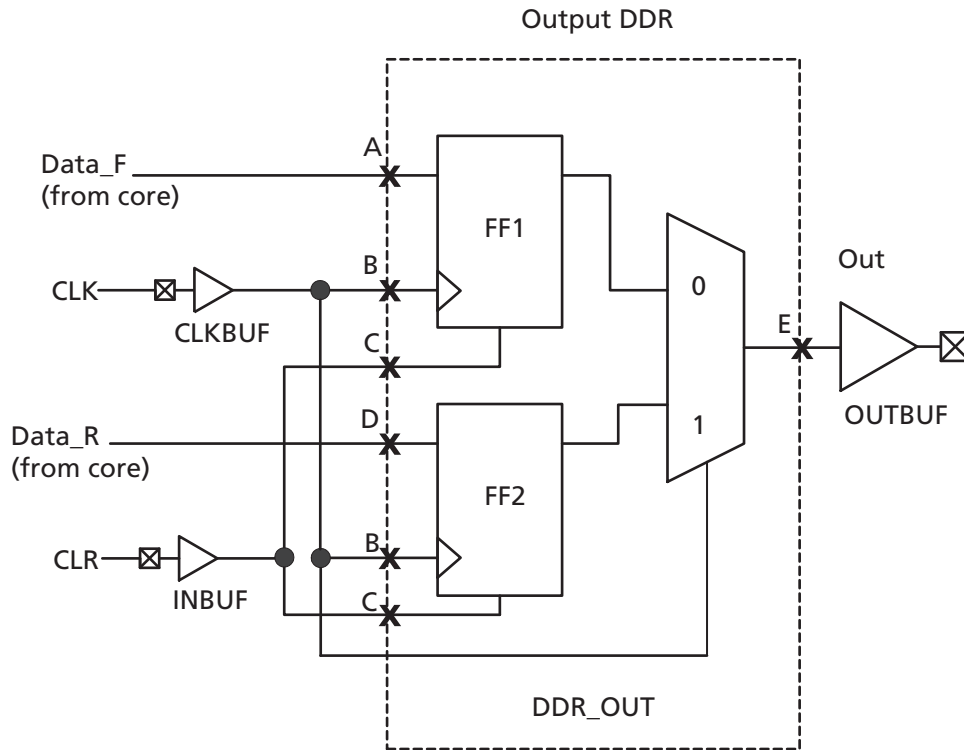 Output DDR
A
Data_F
(from core)
FF1
B
Out
0
CLK
CLKBUF
E
C
D
OUTBUF
1
Data_R
(from core)
FF2
B
CLR
C
INBUF
DDR_OUT